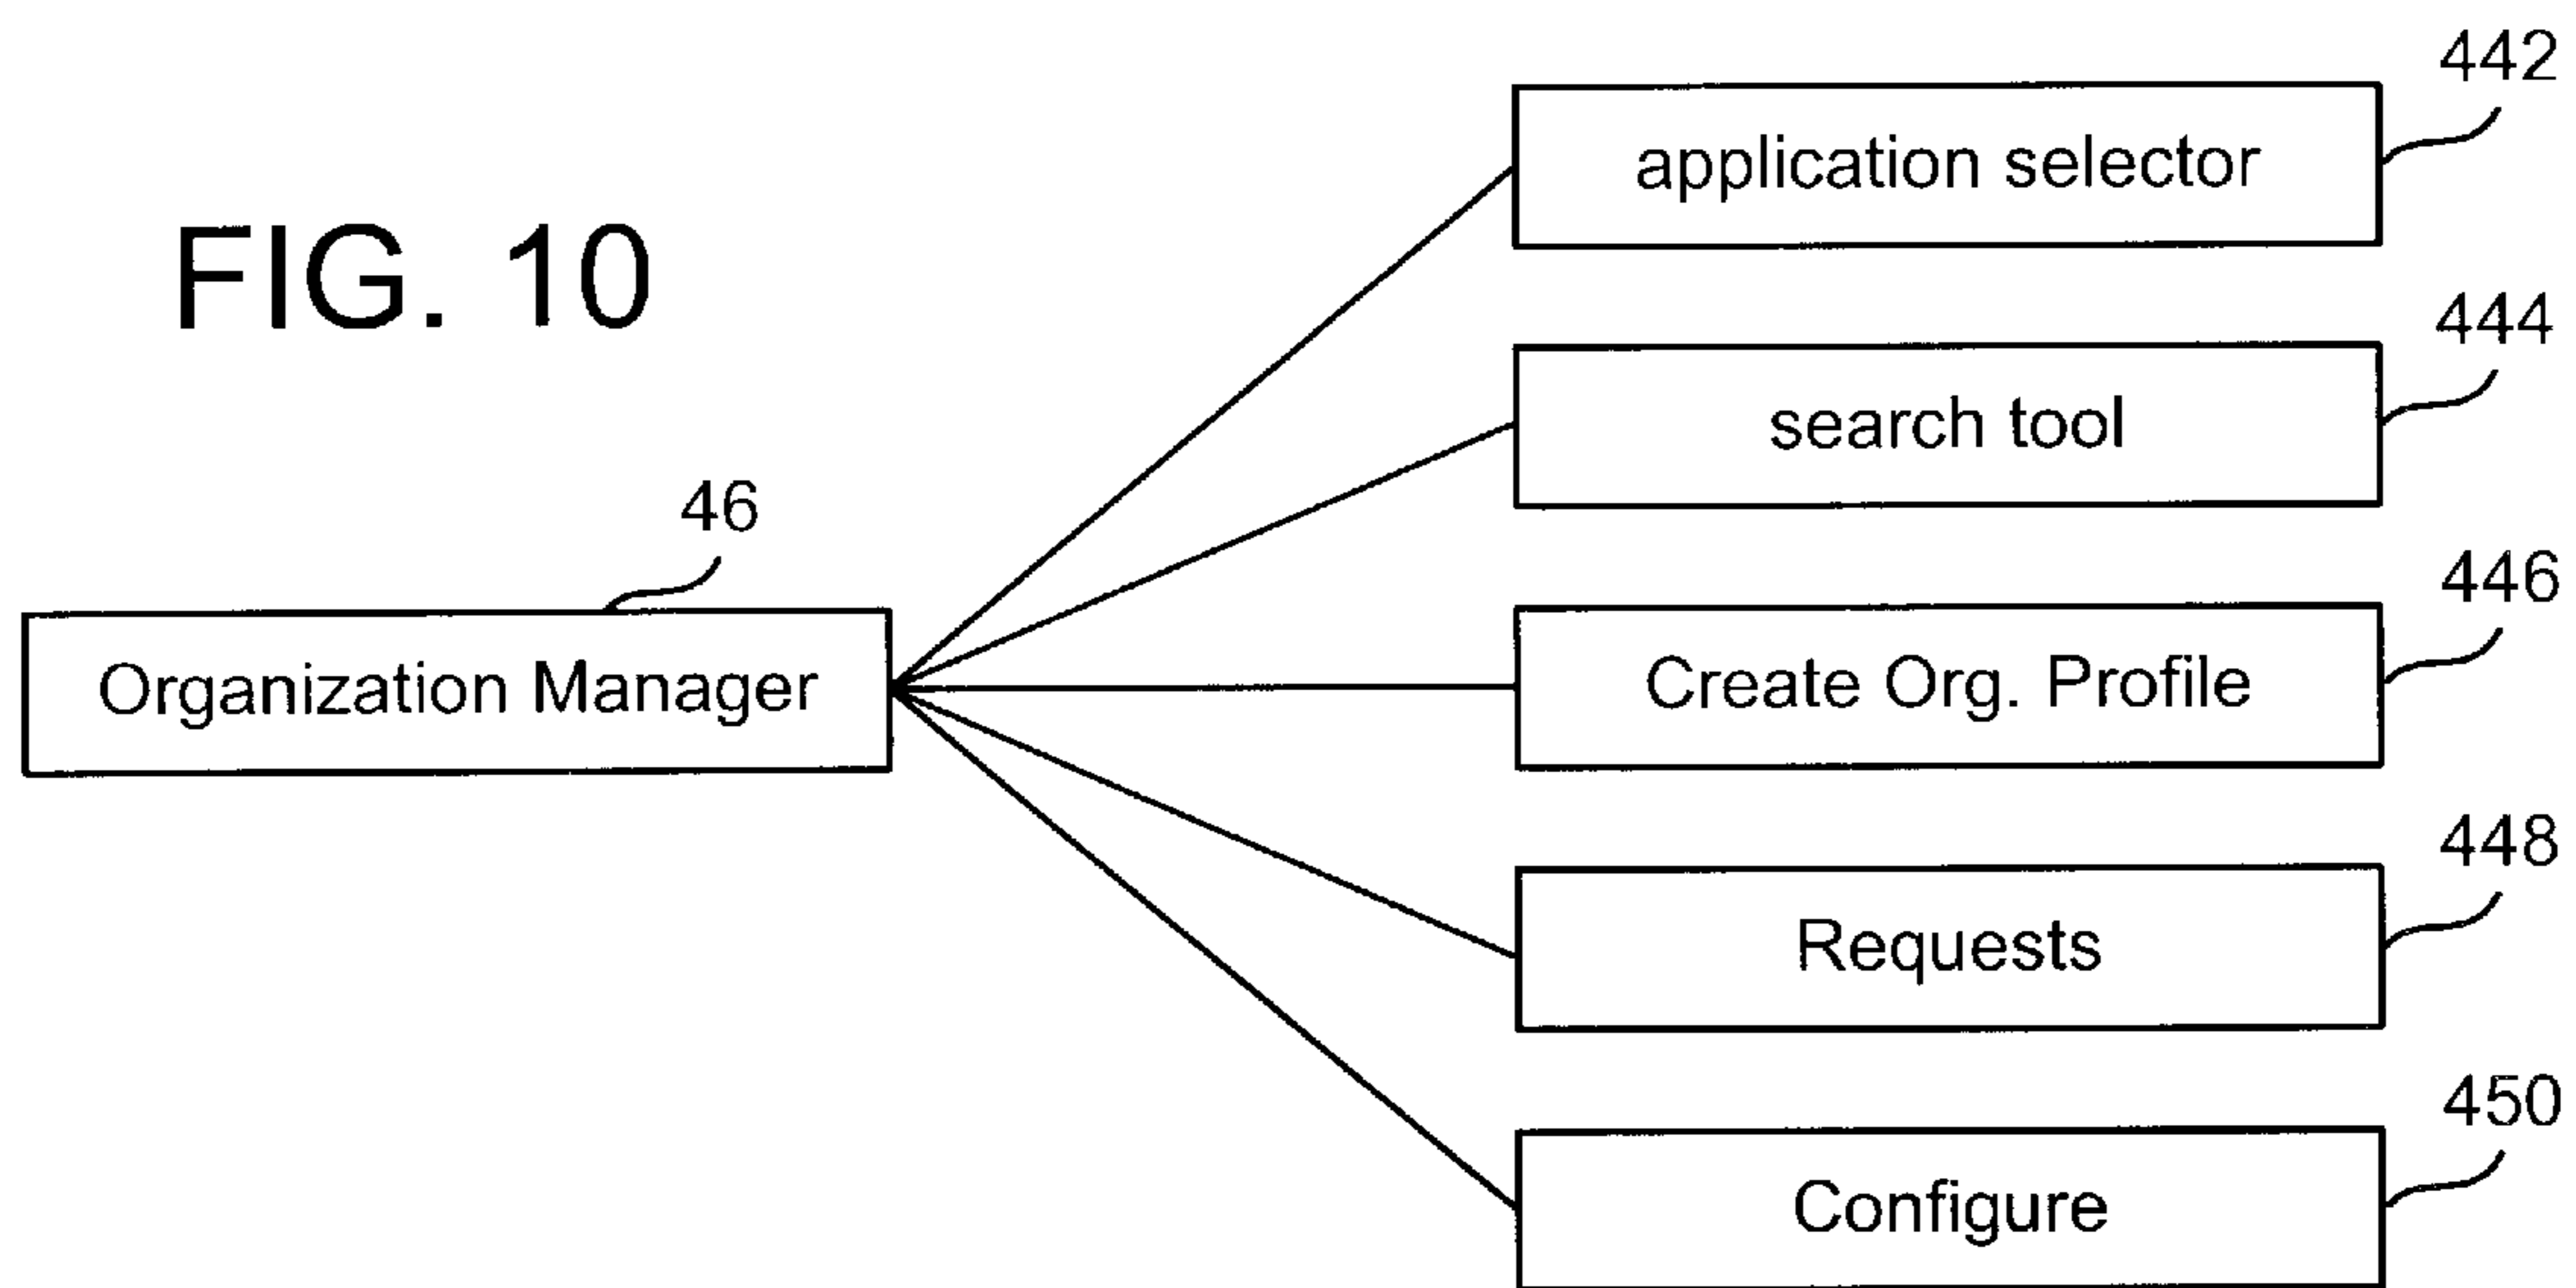 442
application selector
FIG. 10
444
search tool
46
446
Organization Manager
Create Org. Profile
448
Requests
450
Configure